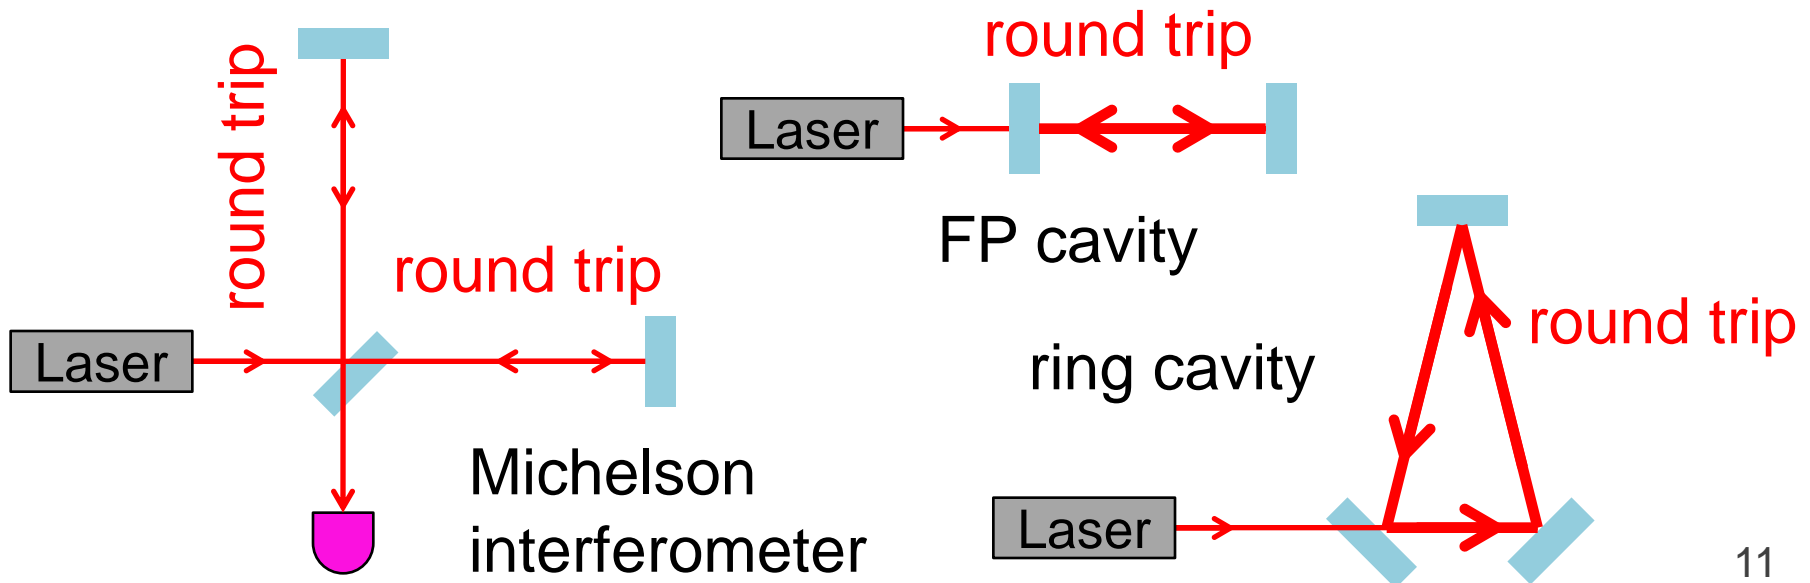 round trip
round trip
Laser
Michelson
interferometer
round trip
Laser
FP cavity
ring cavity
round trip
Laser
11